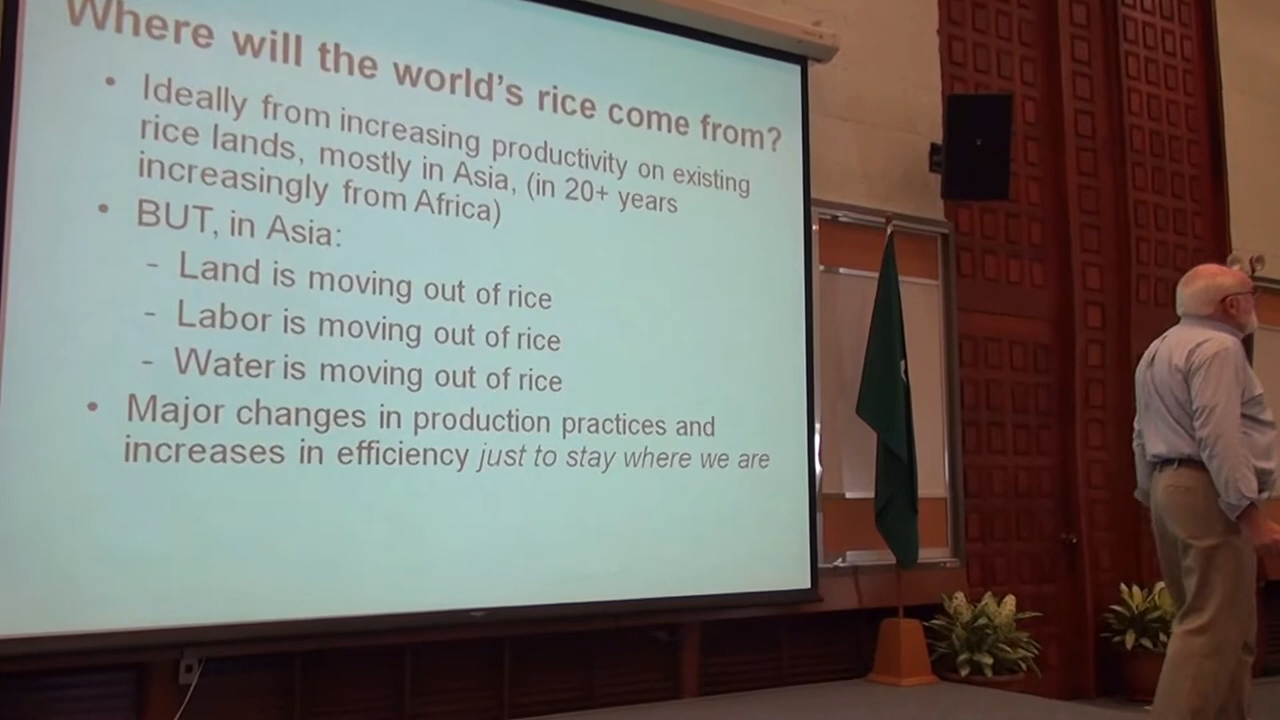 Where will the world's rice come from?
• Ideally from increasing productivity on existing
rice lands, mostly in Asia, (in 20+ years
increasingly from Africa)
• BUT, in Asia:
- Land is moving out of rice
- Labor is moving out of rice
- Water is moving out of rice
• Major changes in production practices and
increases in efficiency just to stay where we are